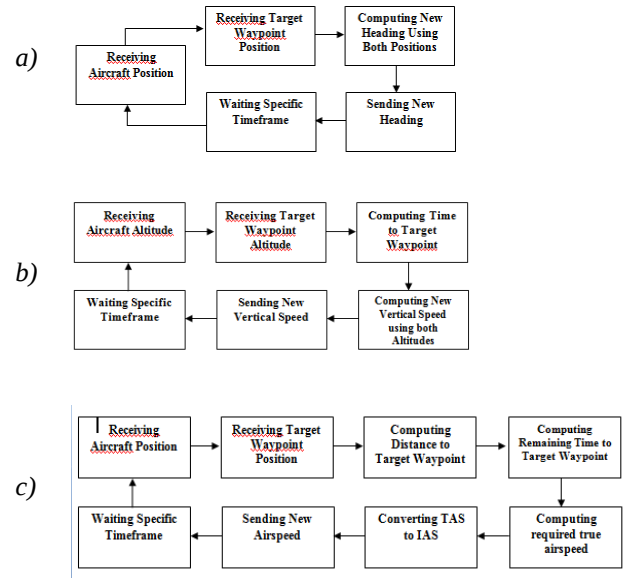 a)
Receiving
Aircraft Position
Receiving Target
Waypoint
Position
Computing New
Heading Using
Both Positions
Sending New
Heading
Waiting Specific
Timeframe
b)
Receiving
Aircraft Altitude
Receiving Target
Waypoint
Altitude
Computing Time
to Target
Waypoint
Computing New
Vertical Speed
using both
Altitudes
Sending New
Vertical Speed
Waiting Specific
Timeframe
c)
Receiving
Aircraft Position
Receiving Target
Waypoint
Position
Computing
Distance to
Target Waypoint
Computing
Remaining Time to
Target Waypoint
Computing
required true
airspeed
Converting TAS
to IAS
Sending New
Airspeed
Waiting Specific
Timeframe